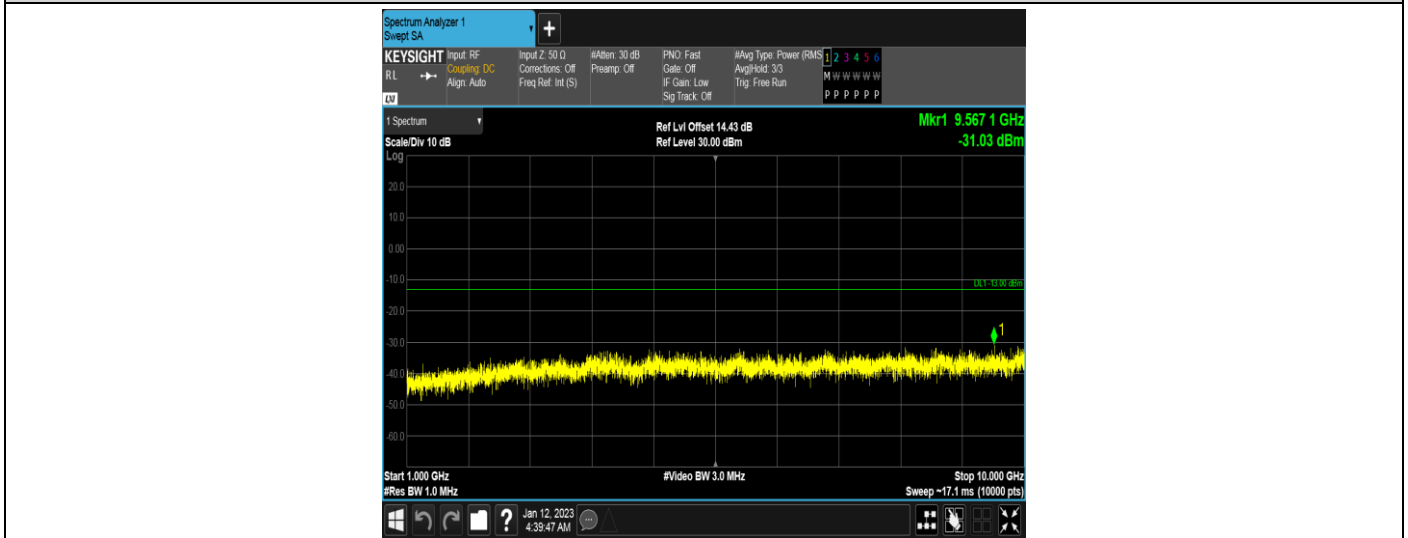 Spectrum Analyzer 1
Swept SA
+
KEYSIGHT Input: RF Input Z: 50 Ω #Atten: 30 dB PNO: Fast #Avg Type: Power (RMS 1 2 3 4 5 6
RL Coupling: DC Corrections: Off Preamp: Off Gate: Off Avg|Hold: 3/3 M W W W W W
Align: Auto Freq Ref: Int (S) IF Gain: Low Trig: Free Run
Sig Track: Off P P P P P P
LXI
1 Spectrum Ref Lvl Offset 14.43 dB Mkr1 9.567 1 GHz
Scale/Div 10 dB Ref Level 30.00 dBm -31.03 dBm
Log
20.0
10.0
0.00
-10.0
DL1 -13.00 dBm
-20.0
1
-30.0
-40.0
-50.0
-60.0
Start 1.000 GHz #Video BW 3.0 MHz Stop 10.000 GHz
#Res BW 1.0 MHz Sweep ~17.1 ms (10000 pts)
? Jan 12, 2023
4:39:47 AM